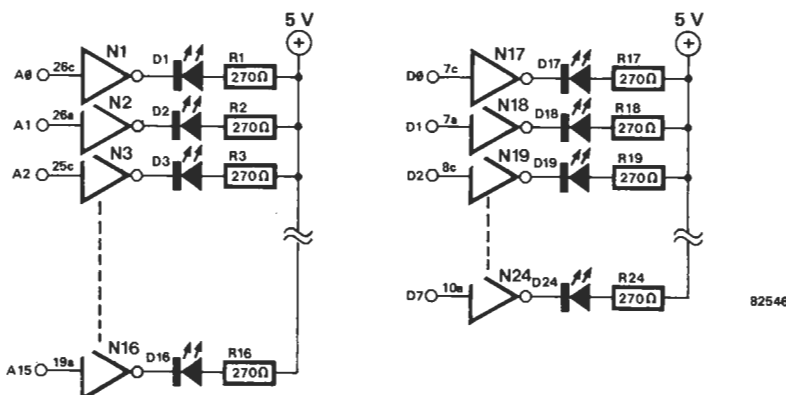 5 V
A0 26c N1 D1 R1 270Ω
A1 26a N2 D2 R2 270Ω
A2 25c N3 D3 R3 270Ω
A15 19a N16 D16 R16 270Ω
5 V
D0 7c N17 D17 R17 270Ω
D1 7a N18 D18 R18 270Ω
D2 8c N19 D19 R19 270Ω
D7 10a N24 D24 R24 270Ω
82546